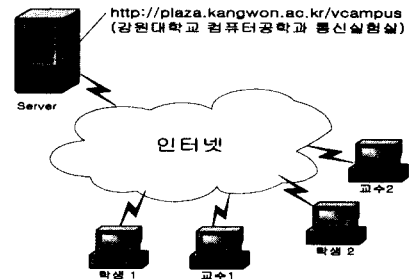 http://plaza.kangwon.ac.kr/vcampus
(강원대학교 컴퓨터공학과 통신실험실)
Server
인터넷
교수2
학생 2
학생 1
교수1